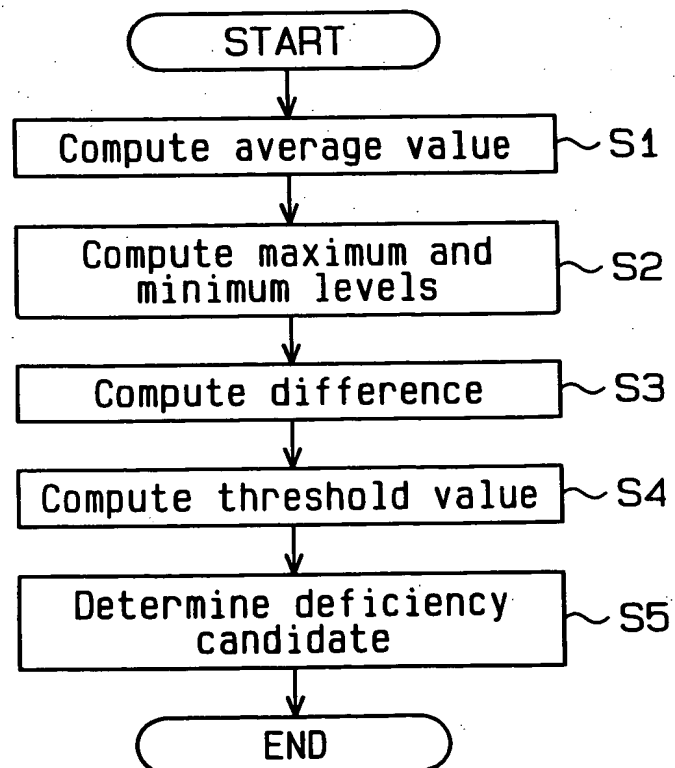 START
Compute average value
S1
Compute maximum and
minimum levels
S2
Compute difference
S3
Compute threshold value
S4
Determine deficiency
candidate
S5
END